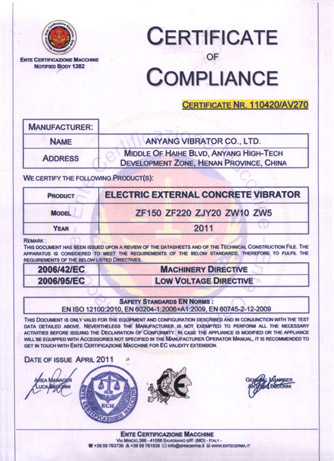 CERTIFICATE
OF
COMPLIANCE
ENTE CERTIFICAZIONE MACCHINE
NOTIFIED BODY 1282
CERTIFICATE NR. 110420/AV270
MANUFACTURER:
NAME ANYANG VIBRATOR CO., LTD.
ADDRESS MIDDLE OF HAIHE BLVD, ANYANG HIGH-TECH
DEVELOPMENT ZONE, HENAN PROVINCE, CHINA
WE CERTIFY THE FOLLOWING PRODUCT(S):
PRODUCT ELECTRIC EXTERNAL CONCRETE VIBRATOR
MODEL ZF150 ZF220 ZJY20 ZW10 ZW5
YEAR 2011
REMARK:
THIS DOCUMENT HAS BEEN ISSUED UPON A REVIEW OF THE DATASHEETS AND OF THE TECHNICAL CONSTRUCTION FILE. THE
APPARATUS IS CONSIDERED TO MEET THE REQUIREMENTS OF THE BELOW STANDARDS, THEREFORE, TO FULFIL THE
REQUIREMENTS OF THE BELOW LISTED DIRECTIVES.
2006/42/EC MACHINERY DIRECTIVE
2006/95/EC LOW VOLTAGE DIRECTIVE
SAFETY STANDARDS EN NORMS :
EN ISO 12100:2010, EN 60204-1:2006+A1:2009, EN 60745-2-12-2009
THIS DOCUMENT IS ONLY VALID FOR THE EQUIPMENT AND CONFIGURATION DESCRIBED AND IN CONJUNCTION WITH THE TEST
DATA DETAILED ABOVE. NEVERTHELESS THE MANUFACTURER IS NOT EXEMPTED TO PERFORM ALL THE NECESSARY
ACTIVITIES BEFORE ISSUING THE DECLARATION OF CONFORMITY. IN CASE THE APPLIANCE IS MODIFIED OR THE APPLIANCE
WILL BE EQUIPPED WITH ACCESSORIES NOT SPECIFIED IN THE MANUFACTURER OPERATOR MANUAL, IT IS RECOMMENDED TO
GET IN TOUCH WITH ENTE CERTIFICAZIONE MACCHINE FOR EC VALIDITY EXTENSION.
DATE OF ISSUE APRIL 2011
AREA MANAGER
LUCA BEDONNI
GENERAL MANAGER
ENTE CERTIFICAZIONE MACCHINE